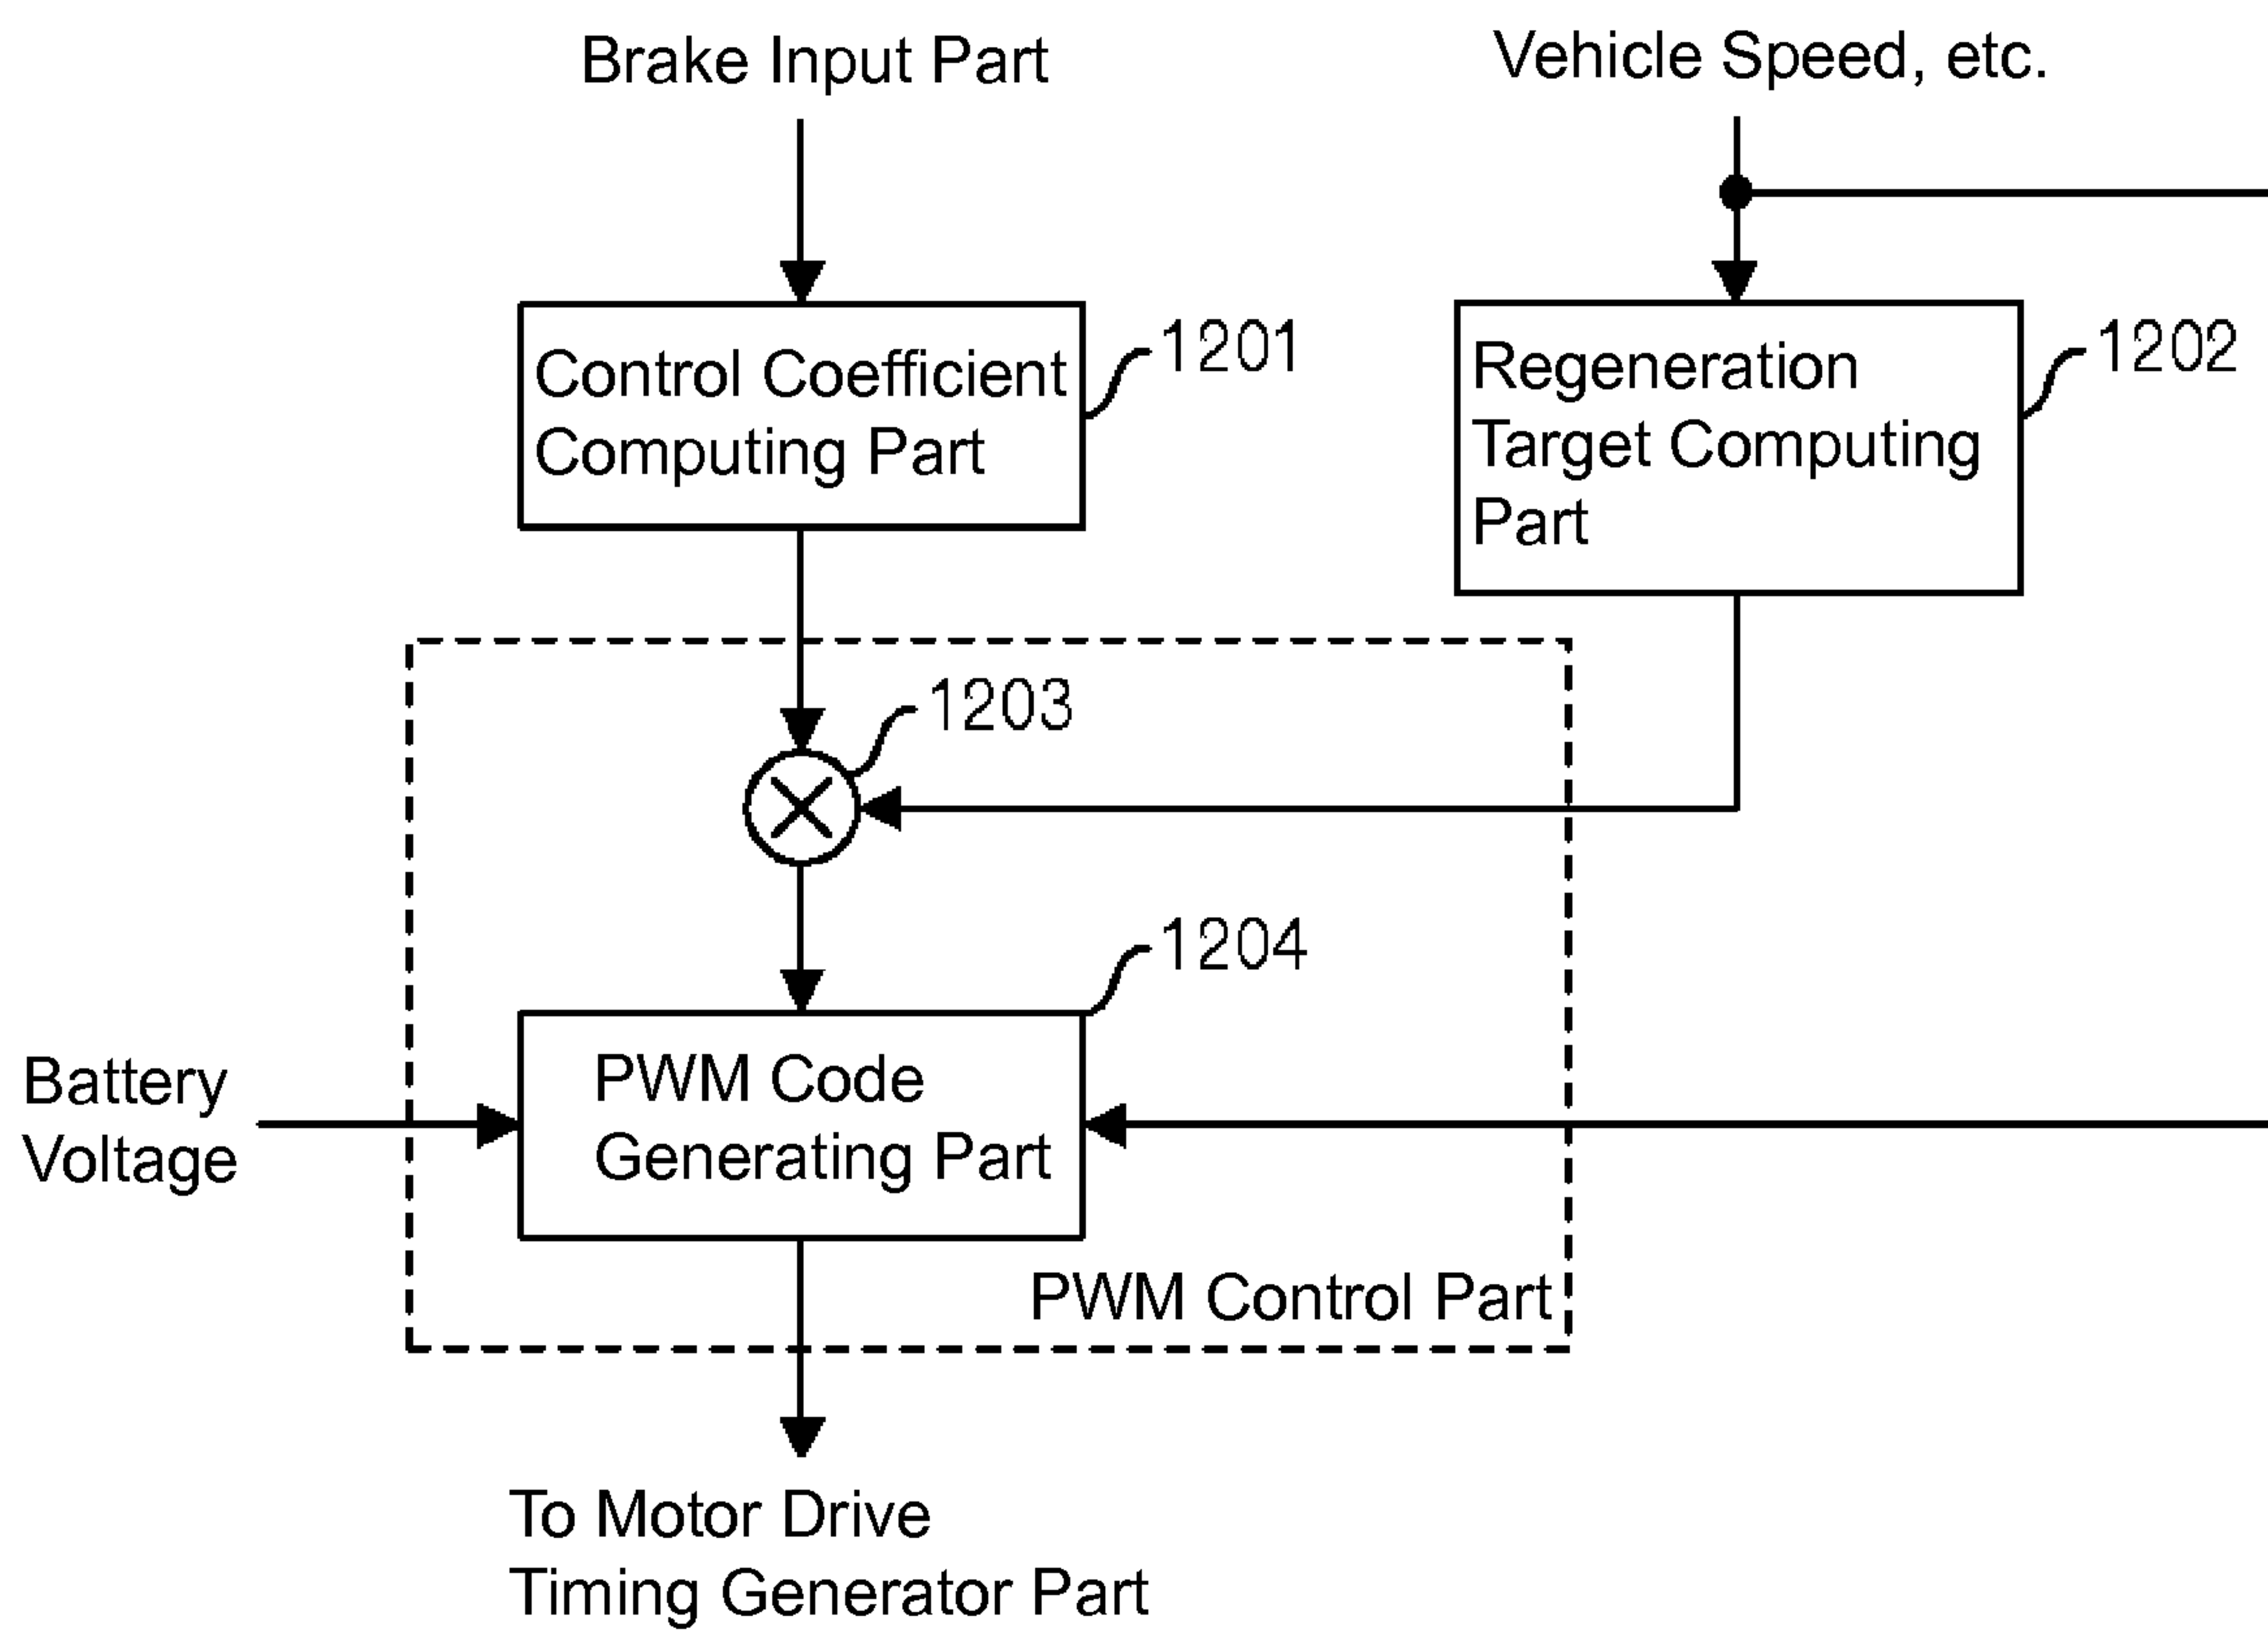 Brake Input Part
Vehicle Speed, etc.
Control Coefficient
Computing Part
1201
Regeneration
Target Computing
Part
1202
1203
1204
PWM Code
Generating Part
Battery
Voltage
PWM Control Part
To Motor Drive
Timing Generator Part